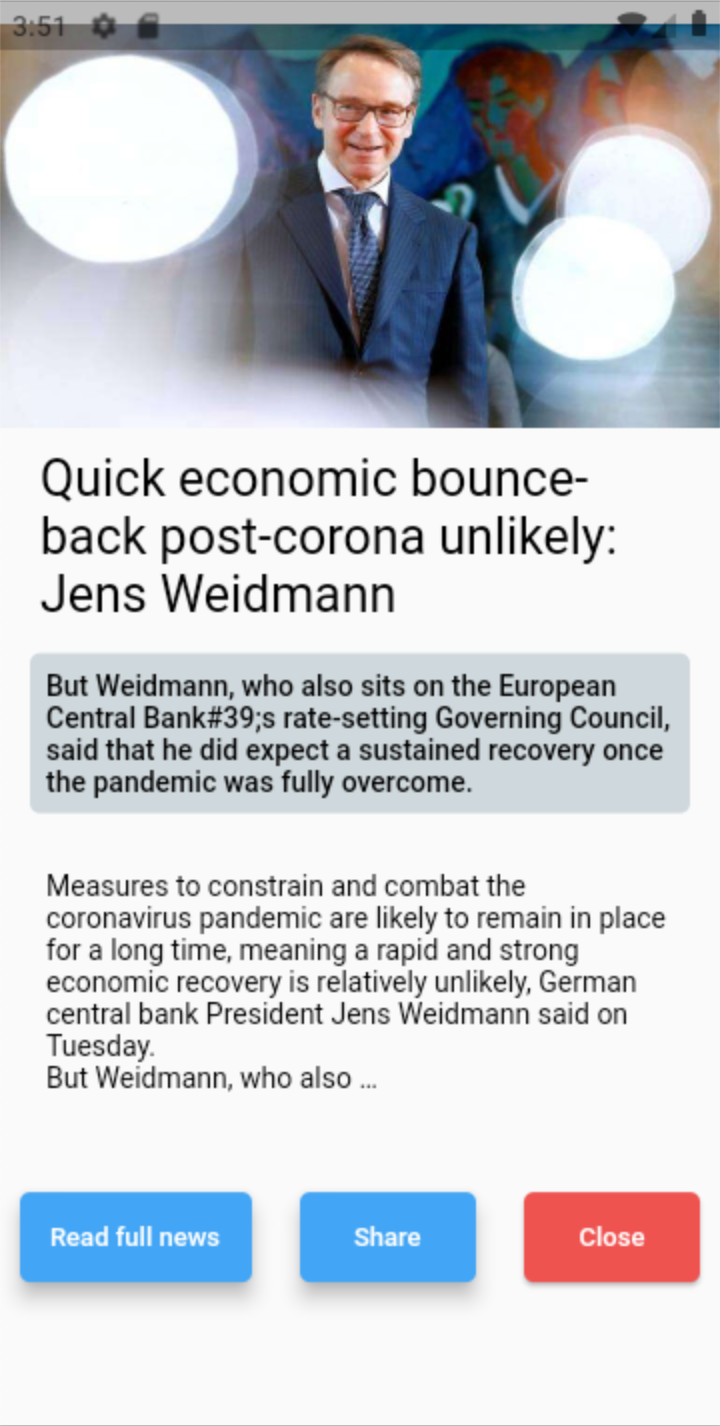 3:51
Quick economic bounce-
back post-corona unlikely:
Jens Weidmann
But Weidmann, who also sits on the European
Central Bank#39;s rate-setting Governing Council,
said that he did expect a sustained recovery once
the pandemic was fully overcome.
Measures to constrain and combat the
coronavirus pandemic are likely to remain in place
for a long time, meaning a rapid and strong
economic recovery is relatively unlikely, German
central bank President Jens Weidmann said on
Tuesday.
But Weidmann, who also ...
Read full news
Share
Close